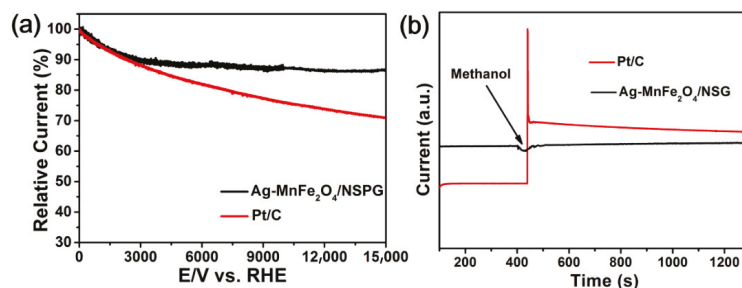 (a)
Relative Current (%)
100
90
80
70
60
50
40
30
Ag-MnFe₂O₄/NSPG
Pt/C
0 3000 6000 9000 12,000 15,000
E/V vs. RHE
(b)
Current (a.u.)
Methanol
Pt/C
Ag-MnFe₂O₄/NSG
200 400 600 800 1000 1200
Time (s)